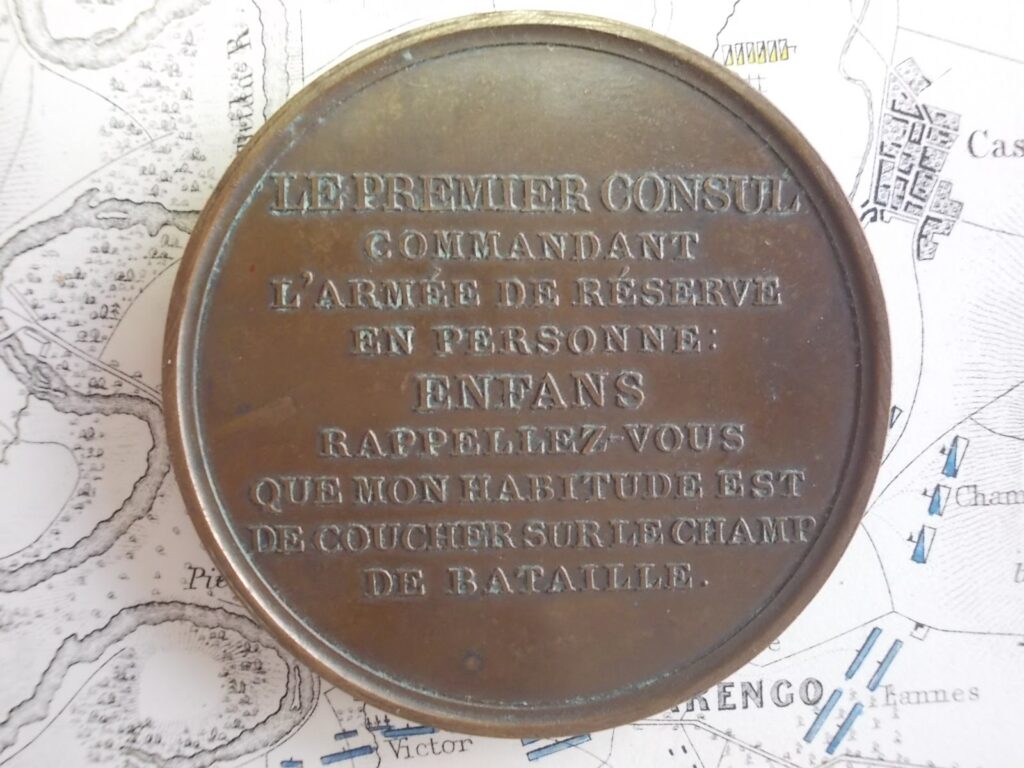 LE PREMIER CONSUL
COMMANDANT
L'ARMÉE DE RÉSERVE
EN PERSONNE:
ENFANS
RAPPELLEZ-VOUS
QUE MON HABITUDE EST
DE COUCHER SUR LE CHAMP
DE BATAILLE.
Cas
Cham
Pie
RENGO
Lannes
Victor